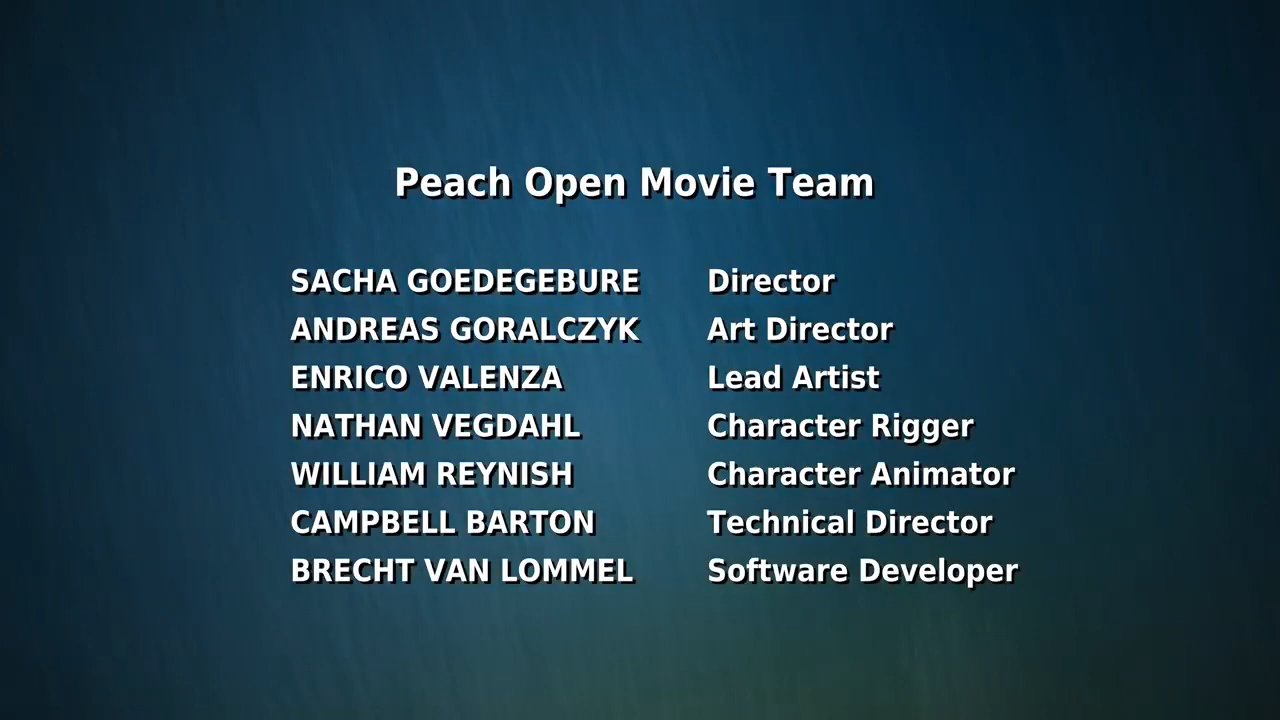 Peach Open Movie Team
SACHA GOEDEGEBURE Director
ANDREAS GORALCZYK Art Director
ENRICO VALENZA Lead Artist
NATHAN VEGDAHL Character Rigger
WILLIAM REYNISH Character Animator
CAMPBELL BARTON Technical Director
BRECHT VAN LOMMEL Software Developer